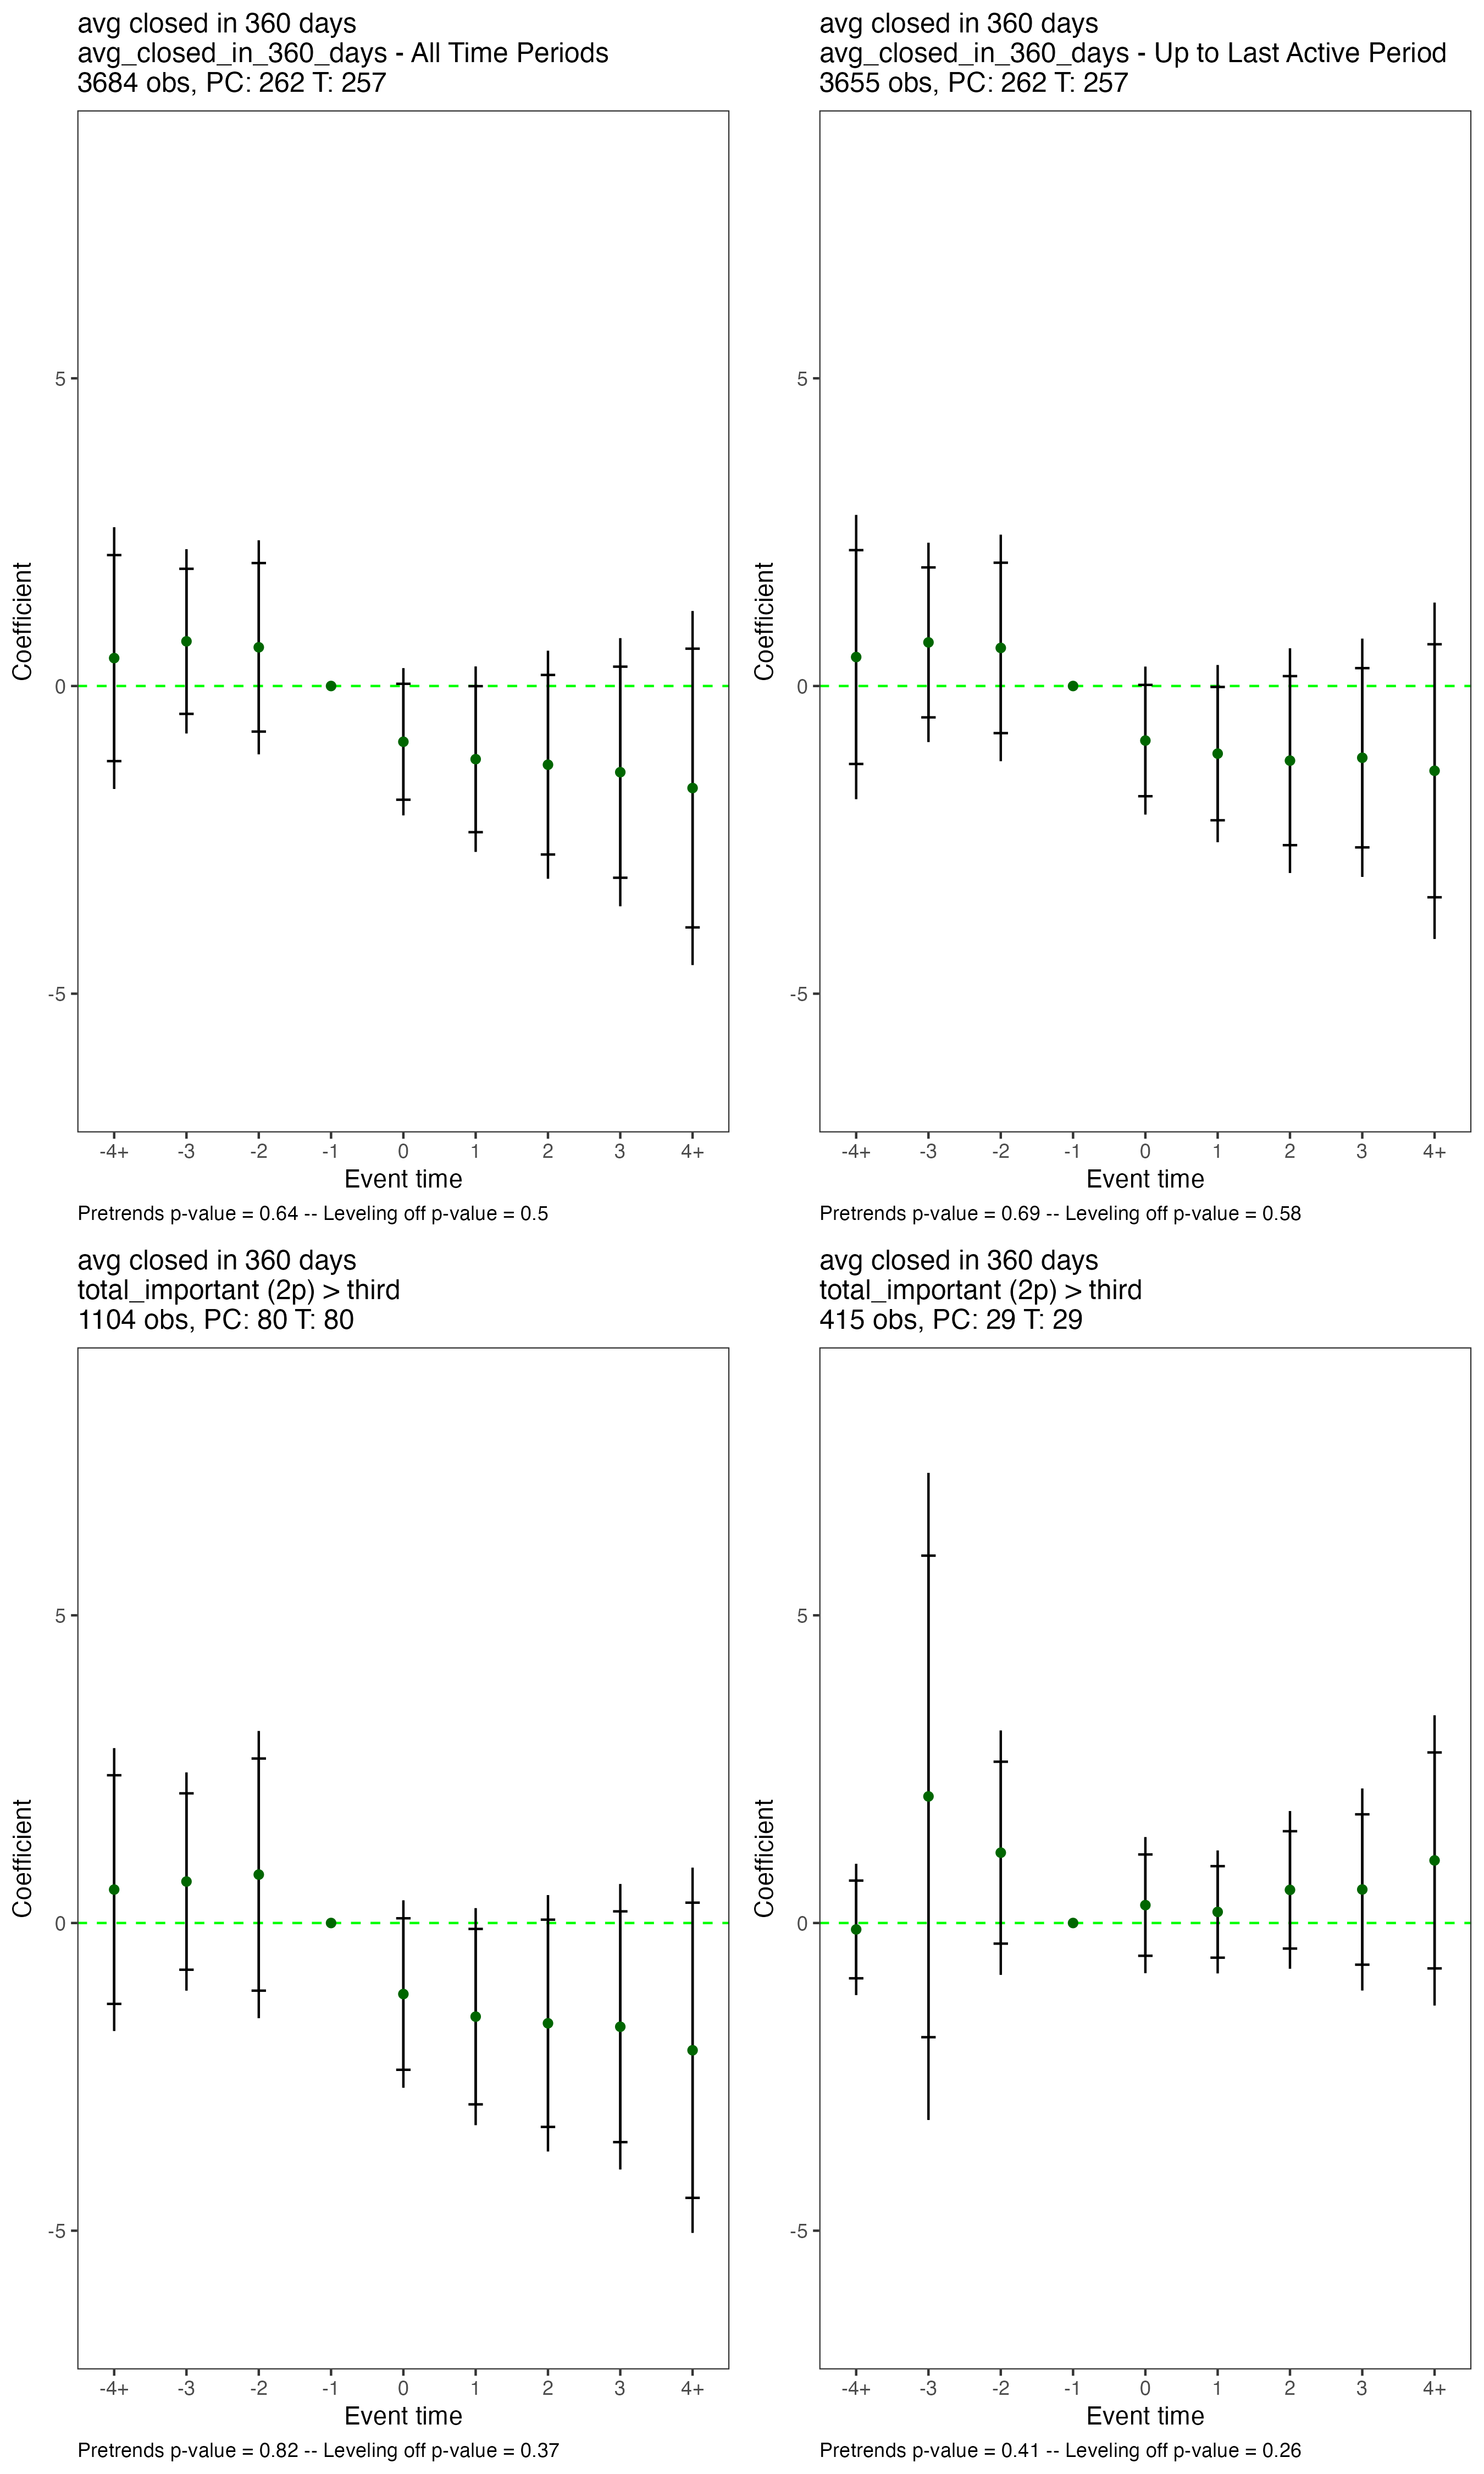 avg closed in 360 days
avg_closed_in_360_days - All Time Periods
3684 obs, PC: 262 T: 257
Coefficient
5
0
-5
-4+ -3 -2 -1 0 1 2 3 4+
Event time
Pretrends p-value = 0.64 -- Leveling off p-value = 0.5
avg closed in 360 days
avg_closed_in_360_days - Up to Last Active Period
3655 obs, PC: 262 T: 257
Coefficient
5
0
-5
-4+ -3 -2 -1 0 1 2 3 4+
Event time
Pretrends p-value = 0.69 -- Leveling off p-value = 0.58
avg closed in 360 days
total_important (2p) > third
1104 obs, PC: 80 T: 80
Coefficient
5
0
-5
-4+ -3 -2 -1 0 1 2 3 4+
Event time
Pretrends p-value = 0.82 -- Leveling off p-value = 0.37
avg closed in 360 days
total_important (2p) > third
415 obs, PC: 29 T: 29
Coefficient
5
0
-5
-4+ -3 -2 -1 0 1 2 3 4+
Event time
Pretrends p-value = 0.41 -- Leveling off p-value = 0.26